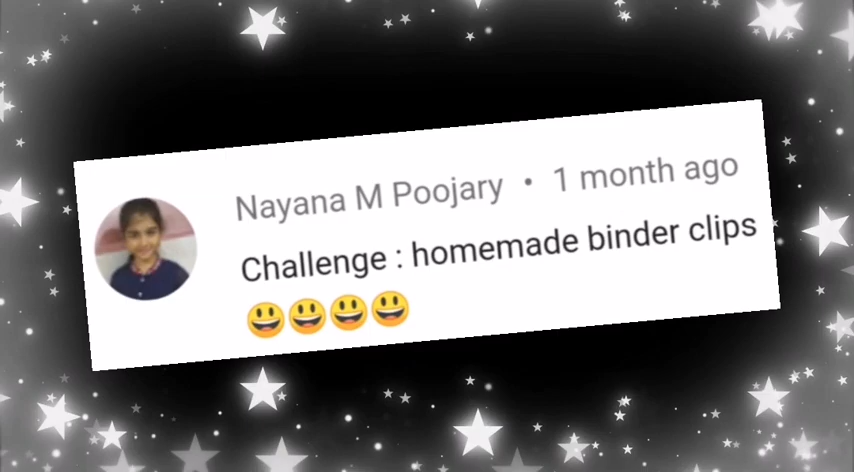 Nayana M Poojary • 1 month ago
Challenge : homemade binder clips
😃😃😃😃